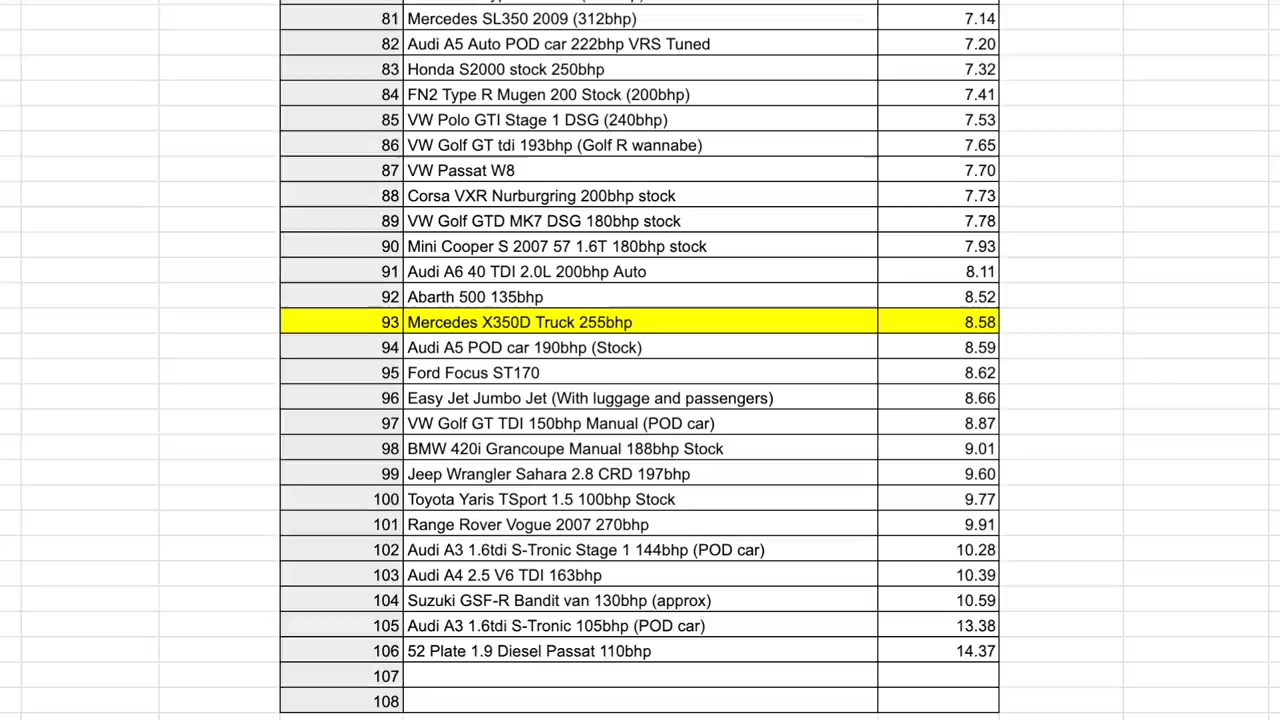 81 Mercedes SL350 2009 (312bhp) 7.14
82 Audi A5 Auto POD car 222bhp VRS Tuned 7.20
83 Honda S2000 stock 250bhp 7.32
84 FN2 Type R Mugen 200 Stock (200bhp) 7.41
85 VW Polo GTI Stage 1 DSG (240bhp) 7.53
86 VW Golf GT tdi 193bhp (Golf R wannabe) 7.65
87 VW Passat W8 7.70
88 Corsa VXR Nurburgring 200bhp stock 7.73
89 VW Golf GTD MK7 DSG 180bhp stock 7.78
90 Mini Cooper S 2007 57 1.6T 180bhp stock 7.93
91 Audi A6 40 TDI 2.0L 200bhp Auto 8.11
92 Abarth 500 135bhp 8.52
93 Mercedes X350D Truck 255bhp 8.58
94 Audi A5 POD car 190bhp (Stock) 8.59
95 Ford Focus ST170 8.62
96 Easy Jet Jumbo Jet (With luggage and passengers) 8.66
97 VW Golf GT TDI 150bhp Manual (POD car) 8.87
98 BMW 420i Grancoupe Manual 188bhp Stock 9.01
99 Jeep Wrangler Sahara 2.8 CRD 197bhp 9.60
100 Toyota Yaris TSport 1.5 100bhp Stock 9.77
101 Range Rover Vogue 2007 270bhp 9.91
102 Audi A3 1.6tdi S-Tronic Stage 1 144bhp (POD car) 10.28
103 Audi A4 2.5 V6 TDI 163bhp 10.39
104 Suzuki GSF-R Bandit van 130bhp (approx) 10.59
105 Audi A3 1.6tdi S-Tronic 105bhp (POD car) 13.38
106 52 Plate 1.9 Diesel Passat 110bhp 14.37
107
108